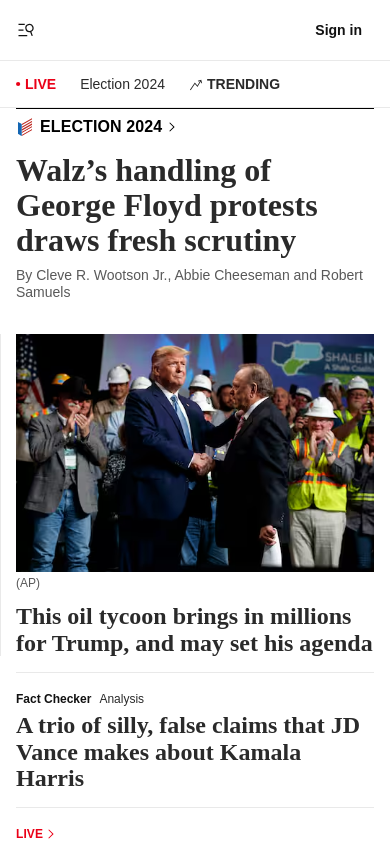 Sign in
LIVE
Election 2024
TRENDING
ELECTION 2024
Walz’s handling of
George Floyd protests
draws fresh scrutiny
By Cleve R. Wootson Jr., Abbie Cheeseman and Robert
Samuels
SHALE
A Shale Coalit
(AP)
This oil tycoon brings in millions
for Trump, and may set his agenda
Fact Checker Analysis
A trio of silly, false claims that JD
Vance makes about Kamala
Harris
LIVE